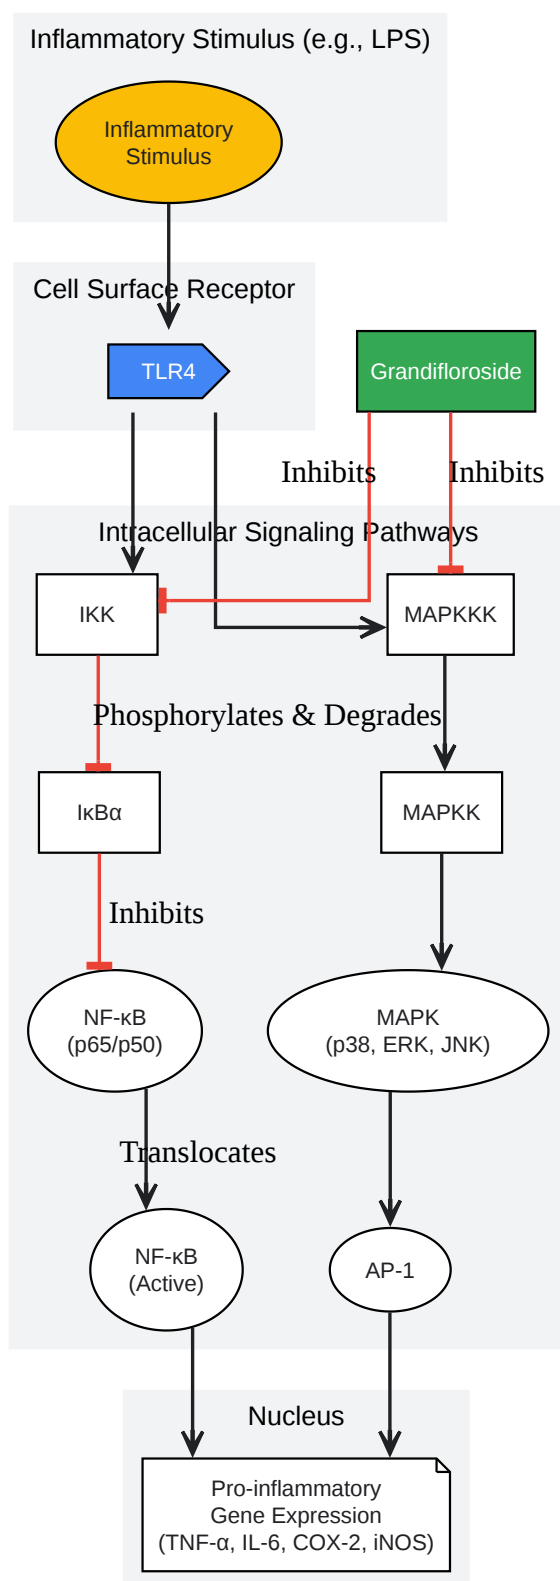 Inflammatory Stimulus (e.g., LPS)
Inflammatory
Stimulus
Cell Surface Receptor
TLR4
Grandifloroside
Inhibits
Inhibits
Intracellular Signaling Pathways
IKK
MAPKKK
Phosphorylates & Degrades
IκBα
MAPKK
Inhibits
NF-κB
(p65/p50)
MAPK
(p38, ERK, JNK)
Translocates
NF-κB
(Active)
AP-1
Nucleus
Pro-inflammatory
Gene Expression
(TNF-α, IL-6, COX-2, iNOS)